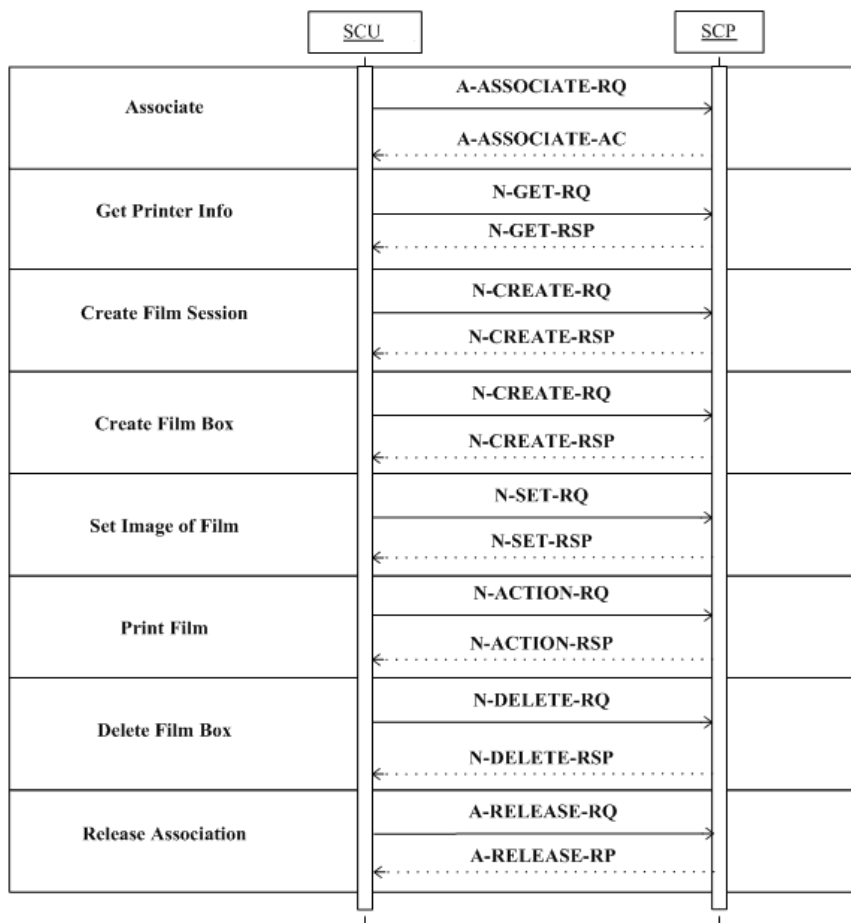 SCU
SCP
Associate
A-ASSOCIATE-RQ
A-ASSOCIATE-AC
Get Printer Info
N-GET-RQ
N-GET-RSP
Create Film Session
N-CREATE-RQ
N-CREATE-RSP
Create Film Box
N-CREATE-RQ
N-CREATE-RSP
Set Image of Film
N-SET-RQ
N-SET-RSP
Print Film
N-ACTION-RQ
N-ACTION-RSP
Delete Film Box
N-DELETE-RQ
N-DELETE-RSP
Release Association
A-RELEASE-RQ
A-RELEASE-RP